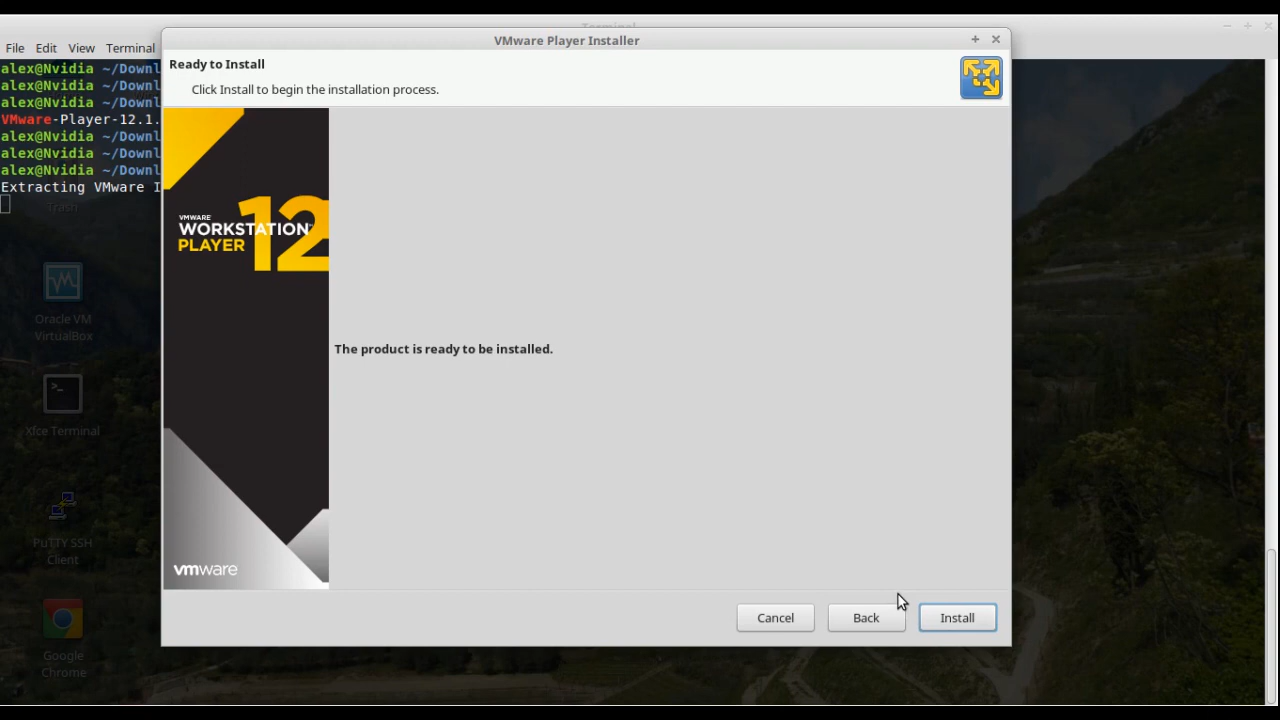 Terminal
VMware Player Installer
File Edit View Terminal
Ready to Install
Click Install to begin the installation process.
alex@Nvidia ~/Downl
alex@Nvidia ~/Downl
alex@Nvidia ~/Downl
VMware-Player-12.1.
alex@Nvidia ~/Downl
alex@Nvidia ~/Downl
alex@Nvidia ~/Downl
Extracting VMware I
Trash
VMWARE
WORKSTATION
PLAYER
12
Oracle VM
VirtualBox
The product is ready to be installed.
>_
Xfce Terminal
PuTTY SSH
Client
vmware
Cancel
Back
Install
Google
Chrome